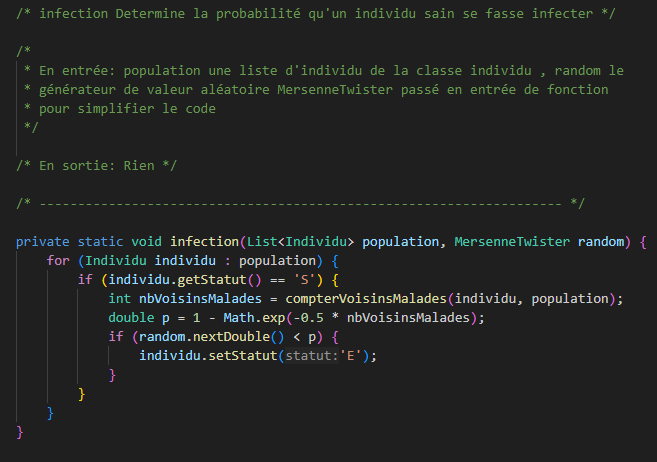 /* infection Determine la probabilité qu'un individu sain se fasse infecter */
/*
* En entrée: population une liste d'individu de la classe individu , random le
* générateur de valeur aléatoire MersenneTwister passé en entrée de fonction
* pour simplifier le code
*/
/* En sortie: Rien */
/* -------------------------------------------------------------------- */
private static void infection(List<Individu> population, MersenneTwister random) {
for (Individu individu : population) {
if (individu.getStatut() == 'S') {
int nbVoisinsMalades = compterVoisinsMalades(individu, population);
double p = 1 - Math.exp(-0.5 * nbVoisinsMalades);
if (random.nextDouble() < p) {
individu.setStatut(statut:'E');
}
}
}
}